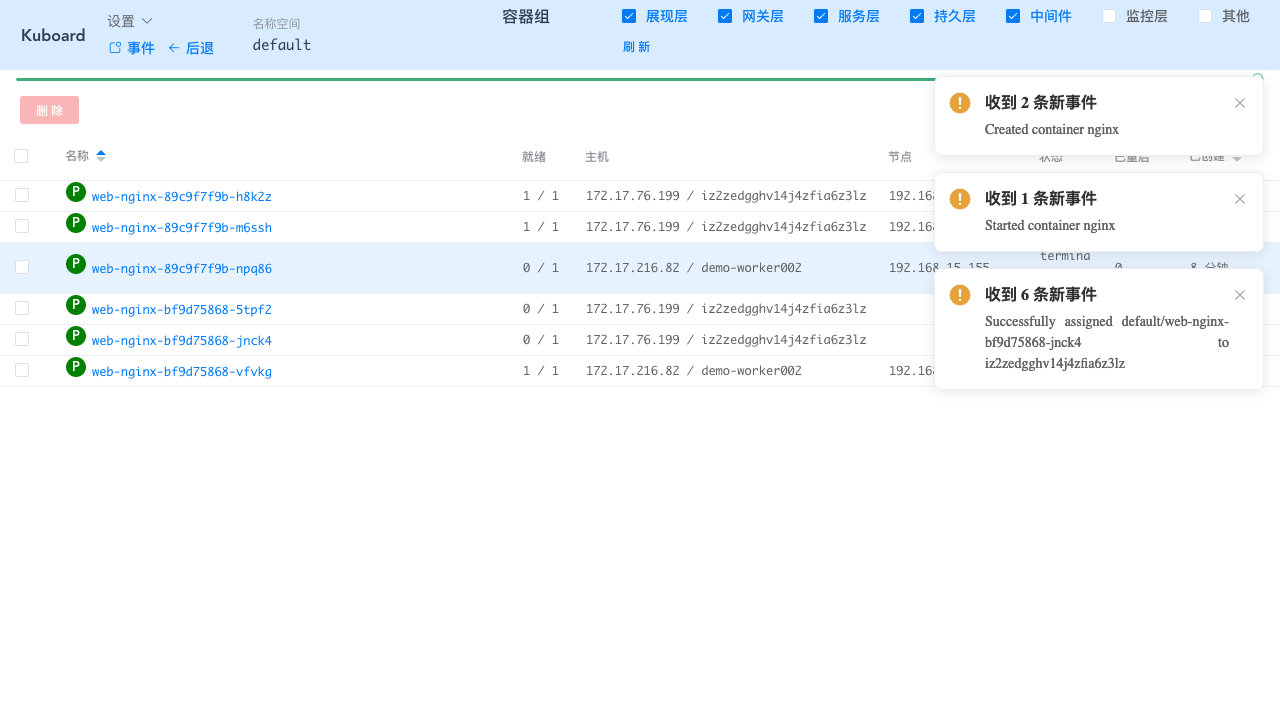 Kuboard
设置
事件 后退
名称空间
default
容器组
展现层 网关层 服务层 持久层 中间件 监控层 其他
刷 新
删 除
名称 就绪 主机 节点 状态 已重启 已创建
P web-nginx-89c9f7f9b-h8k2z 1 / 1 172.17.76.199 / iz2zedgghv14j4zfia6z3lz 192.16
P web-nginx-89c9f7f9b-m6ssh 1 / 1 172.17.76.199 / iz2zedgghv14j4zfia6z3lz 192.16
P web-nginx-89c9f7f9b-npq86 0 / 1 172.17.216.82 / demo-worker002 192.168.15.155 termina 0 8 分钟
P web-nginx-bf9d75868-5tpf2 0 / 1 172.17.76.199 / iz2zedgghv14j4zfia6z3lz
P web-nginx-bf9d75868-jnck4 0 / 1 172.17.76.199 / iz2zedgghv14j4zfia6z3lz
P web-nginx-bf9d75868-vfvkg 1 / 1 172.17.216.82 / demo-worker002 192.16
收到 2 条新事件
Created container nginx
收到 1 条新事件
Started container nginx
收到 6 条新事件
Successfully assigned default/web-nginx-
bf9d75868-jnck4 to
iz2zedgghv14j4zfia6z3lz